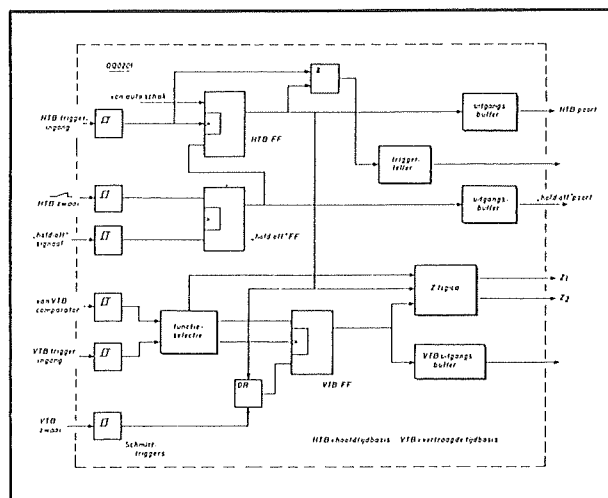 OQ0201
van auto schak.
HTB trigger-
ingang
HTB FF
&
uitgangs
buffer
HTB poort
trigger-
teller
HTB zwaai
„hold off"
signaal
„hold off" FF
uitgangs-
buffer
„hold off" poort
van VTB
comparator
VTB trigger
ingang
functie-
selectie
Z logica
Z1
Z2
VTB FF
OR
VTB uitgangs
buffer
VTB
zwaai
Schmitt-
triggers
HTB = hoofdtijdbasis VTB = vertraagde tijdbasis